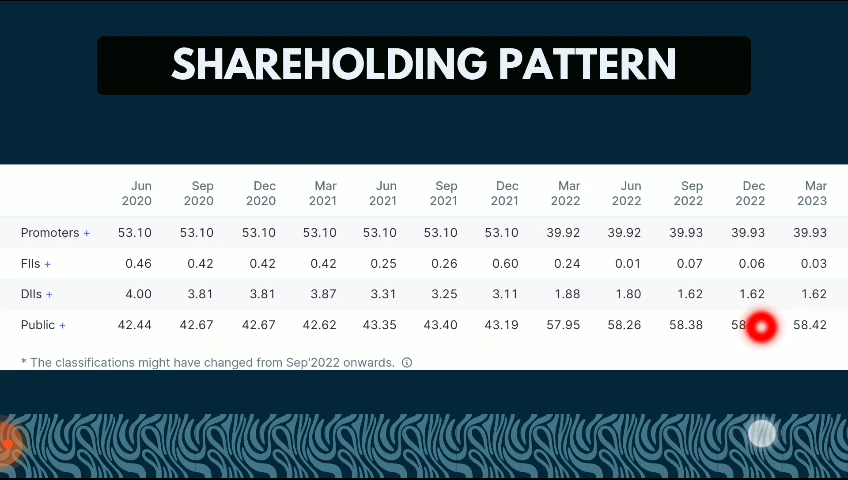 SHAREHOLDING PATTERN
Jun 2020 Sep 2020 Dec 2020 Mar 2021 Jun 2021 Sep 2021 Dec 2021 Mar 2022 Jun 2022 Sep 2022 Dec 2022 Mar 2023
Promoters + 53.10 53.10 53.10 53.10 53.10 53.10 53.10 39.92 39.92 39.93 39.93 39.93
FIIs + 0.46 0.42 0.42 0.42 0.25 0.26 0.60 0.24 0.01 0.07 0.06 0.03
DIIs + 4.00 3.81 3.81 3.87 3.31 3.25 3.11 1.88 1.80 1.62 1.62 1.62
Public + 42.44 42.67 42.67 42.62 43.35 43.40 43.19 57.95 58.26 58.38 58.42
* The classifications might have changed from Sep'2022 onwards.